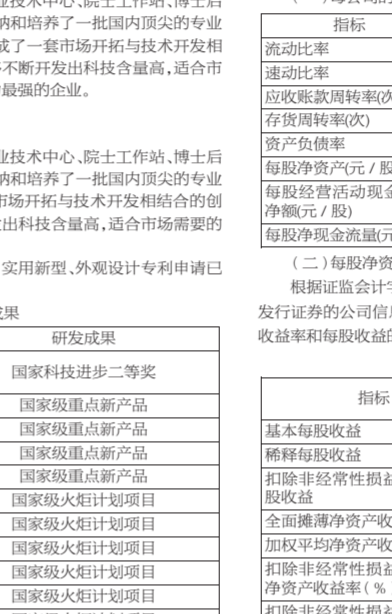 业技术中心、院士工作站、博士后
纳和培养了一批国内顶尖的专业
成了一套市场开拓与技术开发相
不断开发出科技含量高，适合市
最强的企业。
业技术中心、院士工作站、博士后
纳和培养了一批国内顶尖的专业
市场开拓与技术开发相结合的创
出科技含量高，适合市场需要的
实用新型、外观设计专利申请已
成果
研发成果
国家科技进步二等奖
国家级重点新产品
国家级重点新产品
国家级重点新产品
国家级重点新产品
国家级火炬计划项目
国家级火炬计划项目
国家级火炬计划项目
国家级火炬计划项目
国家级火炬计划项目
指标
流动比率
速动比率
应收账款周转率(次
存货周转率(次)
资产负债率
每股净资产(元 / 股
每股经营活动现金
净额(元 / 股)
每股净现金流量(元
（二）每股净资
根据证监会计字
发行证券的公司信息
收益率和每股收益的
指标
基本每股收益
稀释每股收益
扣除非经常性损益
股收益
全面摊薄净资产收
加权平均净资产收
扣除非经常性损益
净资产收益率（ %
扣除非经常性损益